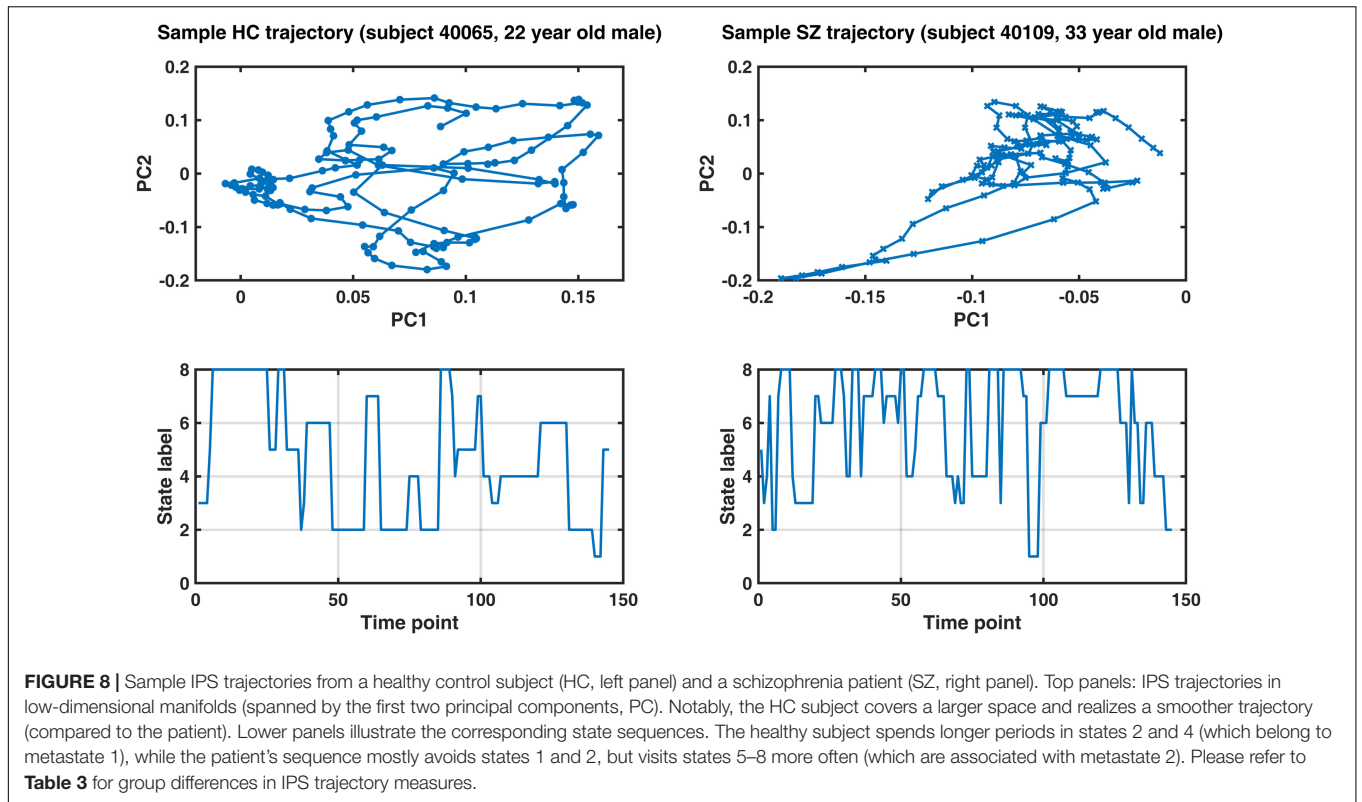 Sample HC trajectory (subject 40065, 22 year old male)
0.2
0.1
0
-0.1
-0.2
PC2
0 0.05 0.1 0.15
PC1
Sample SZ trajectory (subject 40109, 33 year old male)
0.2
0.1
0
-0.1
-0.2
PC2
-0.2 -0.15 -0.1 -0.05 0
PC1
8
6
4
2
0
State label
0 50 100 150
Time point
8
6
4
2
0
State label
0 50 100 150
Time point
FIGURE 8 | Sample IPS trajectories from a healthy control subject (HC, left panel) and a schizophrenia patient (SZ, right panel). Top panels: IPS trajectories in
low-dimensional manifolds (spanned by the first two principal components, PC). Notably, the HC subject covers a larger space and realizes a smoother trajectory
(compared to the patient). Lower panels illustrate the corresponding state sequences. The healthy subject spends longer periods in states 2 and 4 (which belong to
metastate 1), while the patient's sequence mostly avoids states 1 and 2, but visits states 5–8 more often (which are associated with metastate 2). Please refer to
Table 3 for group differences in IPS trajectory measures.